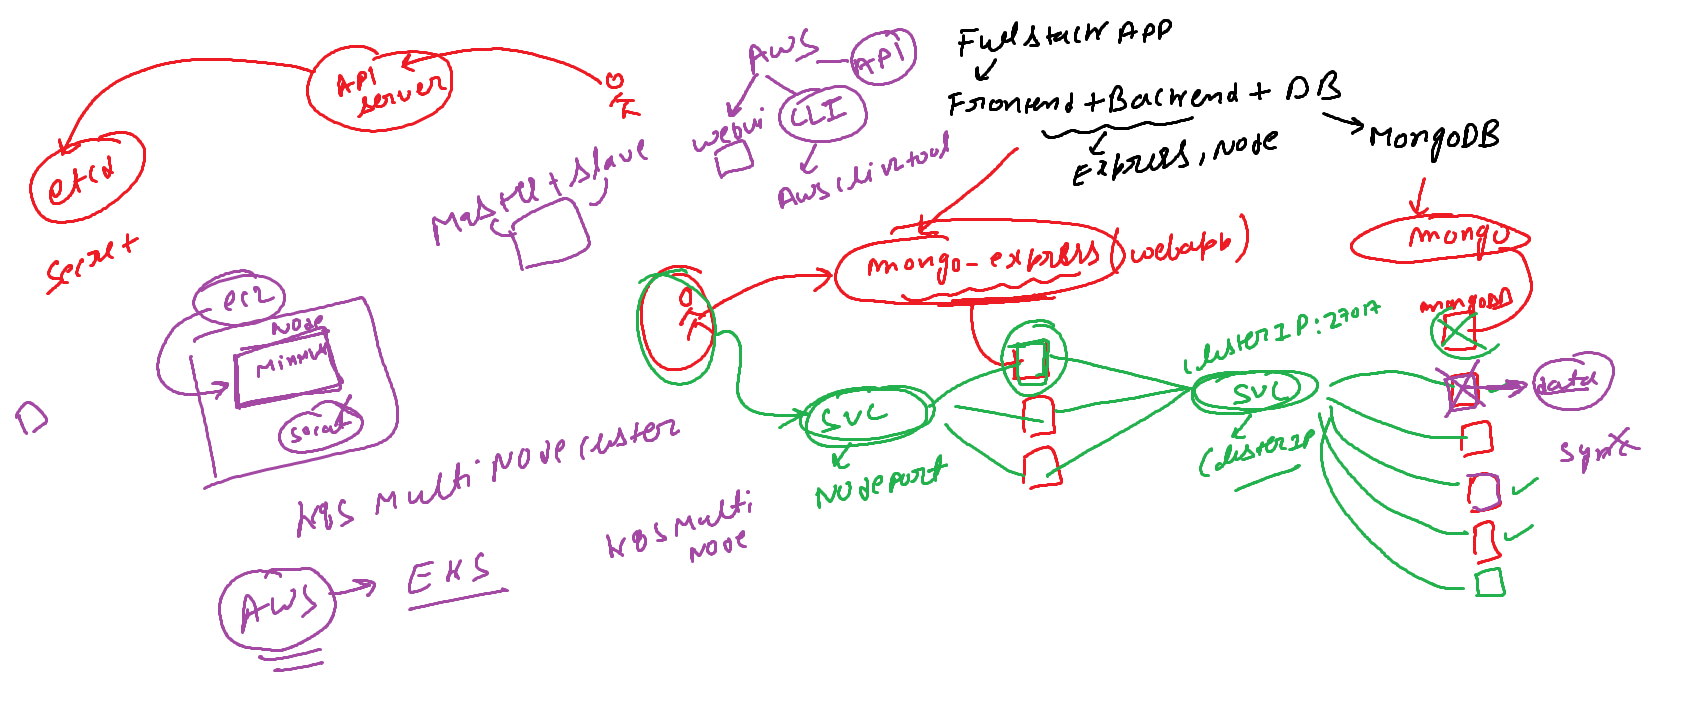 API
server
etcd
secret
Master + slave
AWS
API
webui
CLI
Aws cli v2 tool
Fullstack APP
Frontend + Backend + DB
Express, Node
MongoDB
mongo-express (webapp)
mongo
mongoDB
ec2
Node
Minikube
SVC
Nodeport
ClusterIP:27017
SVC
ClusterIP
data
sync
K8S Multi Node cluster
K8S Multi
Node
AWS
EKS